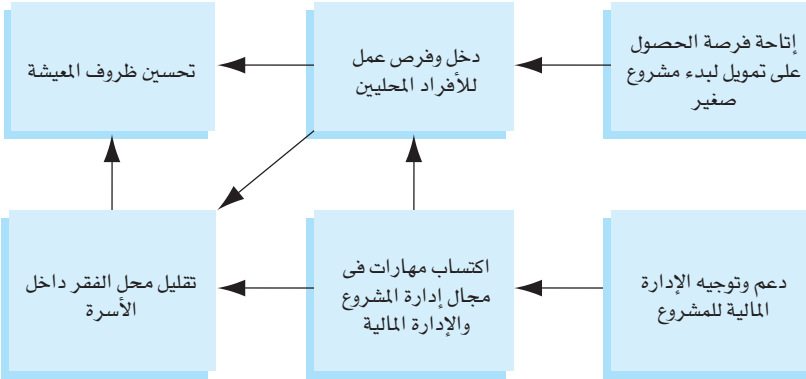 إتاحة فرصة الحصول
على تمويل لبدء مشروع
صغير
دخل وفرص عمل
للأفراد المحليين
تحسين ظروف المعيشة
دعم وتوجيه الإدارة
المالية للمشروع
اكتساب مهارات فى
مجال إدارة المشروع
والإدارة المالية
تقليل محل الفقر داخل
الأسرة